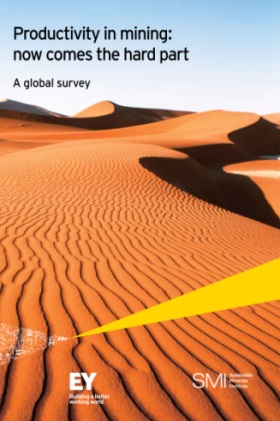 Productivity in mining:
now comes the hard part
A global survey
EY
Building a better
working world
SMI
Sustainable
Minerals
Institute